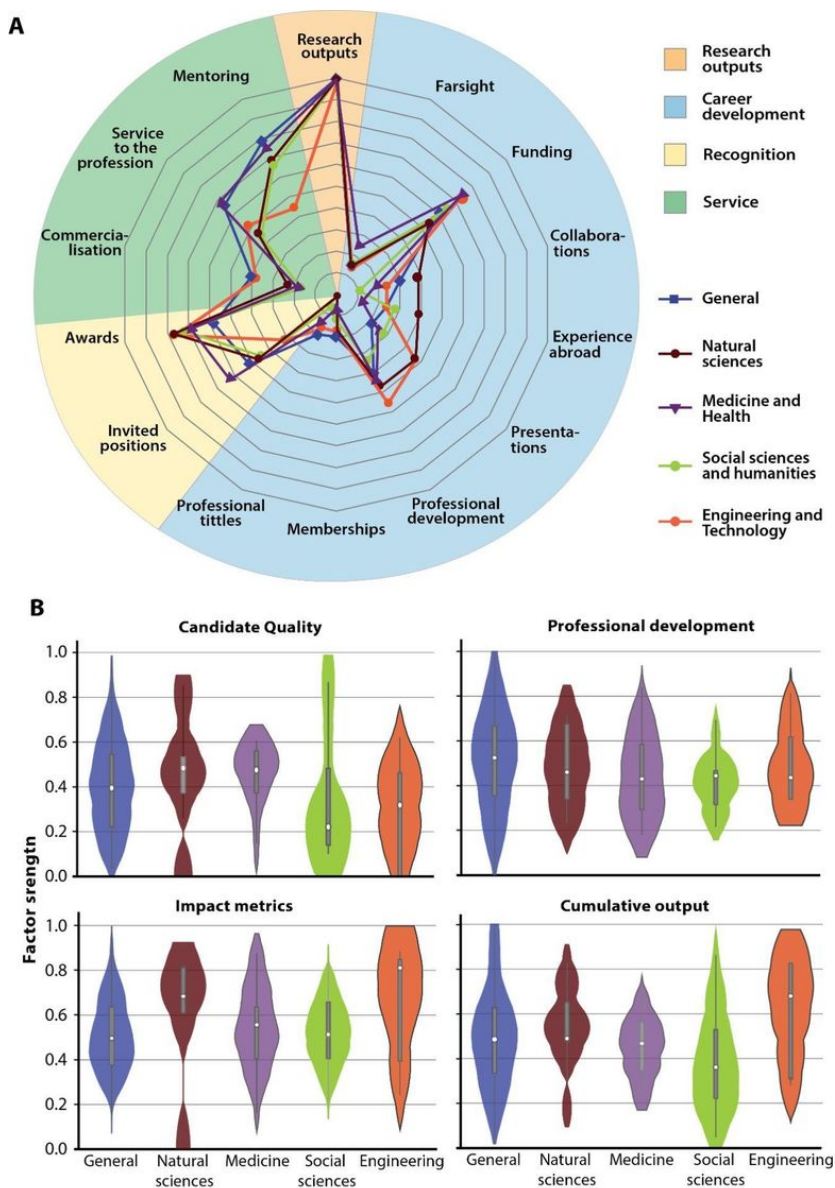 A
Research
outputs
Mentoring
Farsight
Service
to the
profession
Funding
Commercia-
lisation
Collabora-
tions
Awards
Experience
abroad
Invited
positions
Presenta-
tions
Professional
tittles
Memberships
Professional
development
Research
outputs
Career
development
Recognition
Service
General
Natural
sciences
Medicine and
Health
Social sciences
and humanities
Engineering and
Technology
B
Candidate Quality
Professional development
1.0
0.8
0.6
0.4
0.2
0.0
Impact metrics
Cumulative output
1.0
0.8
0.6
0.4
0.2
0.0
Factor srengtn
General
Natural
sciences
Medicine
Social
sciences
Engineering
General
Natural
sciences
Medicine
Social
sciences
Engineering